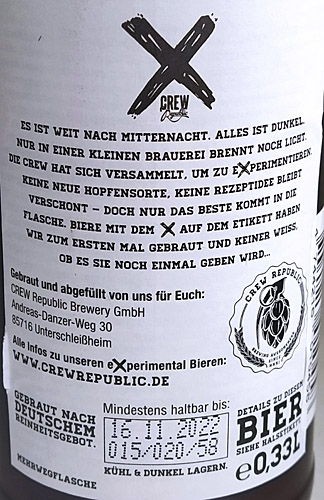 X
CREW
Republic
ES IST WEIT NACH MITTERNACHT. ALLES IST DUNKEL.
NUR IN EINER KLEINEN BRAUEREI BRENNT NOCH LICHT.
DIE CREW HAT SICH VERSAMMELT, UM ZU eXPERIMENTIEREN.
KEINE NEUE HOPFENSORTE, KEINE REZEPTIDEE BLEIBT
VERSCHONT – DOCH NUR DAS BESTE KOMMT IN DIE
FLASCHE. BIERE MIT DEM X AUF DEM ETIKETT HABEN
WIR ZUM ERSTEN MAL GEBRAUT UND KEINER WEISS,
OB ES SIE NOCH EINMAL GEBEN WIRD...
Gebraut und abgefüllt von uns für Euch:
CREW Republic Brewery GmbH
Andreas-Danzer-Weg 30
85716 Unterschleißheim
CREW REPUBLIC
Alle Infos zu unseren eXperimental Bieren:
WWW.CREWREPUBLIC.DE
GEBRAUT NACH
DEUTSCHEM
REINHEITSGEBOT.
MEHRWEGFLASCHE
Mindestens haltbar bis:
16.11.2022
015/020/58
KÜHL & DUNKEL LAGERN.
DETAILS ZU DIESEM
BIER
SIEHE HALSETIKETT
e0,33L